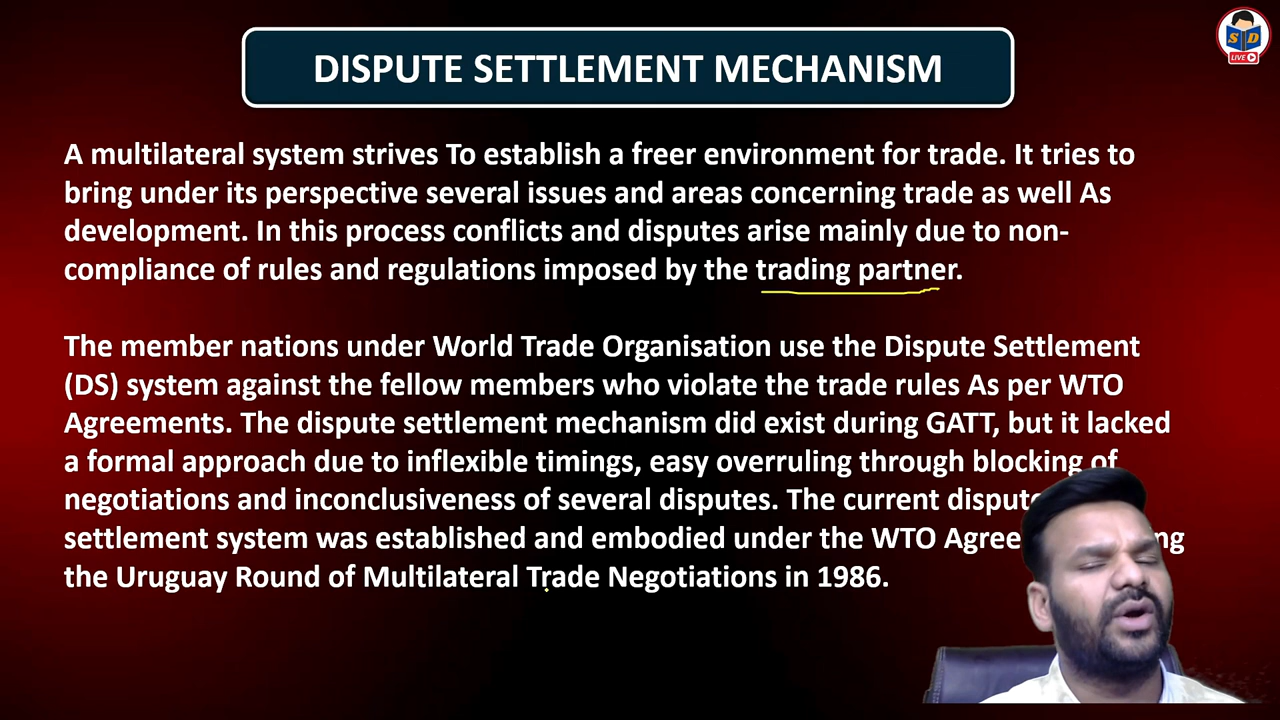 DISPUTE SETTLEMENT MECHANISM
A multilateral system strives To establish a freer environment for trade. It tries to
bring under its perspective several issues and areas concerning trade as well As
development. In this process conflicts and disputes arise mainly due to non-
compliance of rules and regulations imposed by the trading partner.
The member nations under World Trade Organisation use the Dispute Settlement
(DS) system against the fellow members who violate the trade rules As per WTO
Agreements. The dispute settlement mechanism did exist during GATT, but it lacked
a formal approach due to inflexible timings, easy overruling through blocking of
negotiations and inconclusiveness of several disputes. The current dispute
settlement system was established and embodied under the WTO
the Uruguay Round of Multilateral Trade Negotiations in 1986.
S D
LIVE